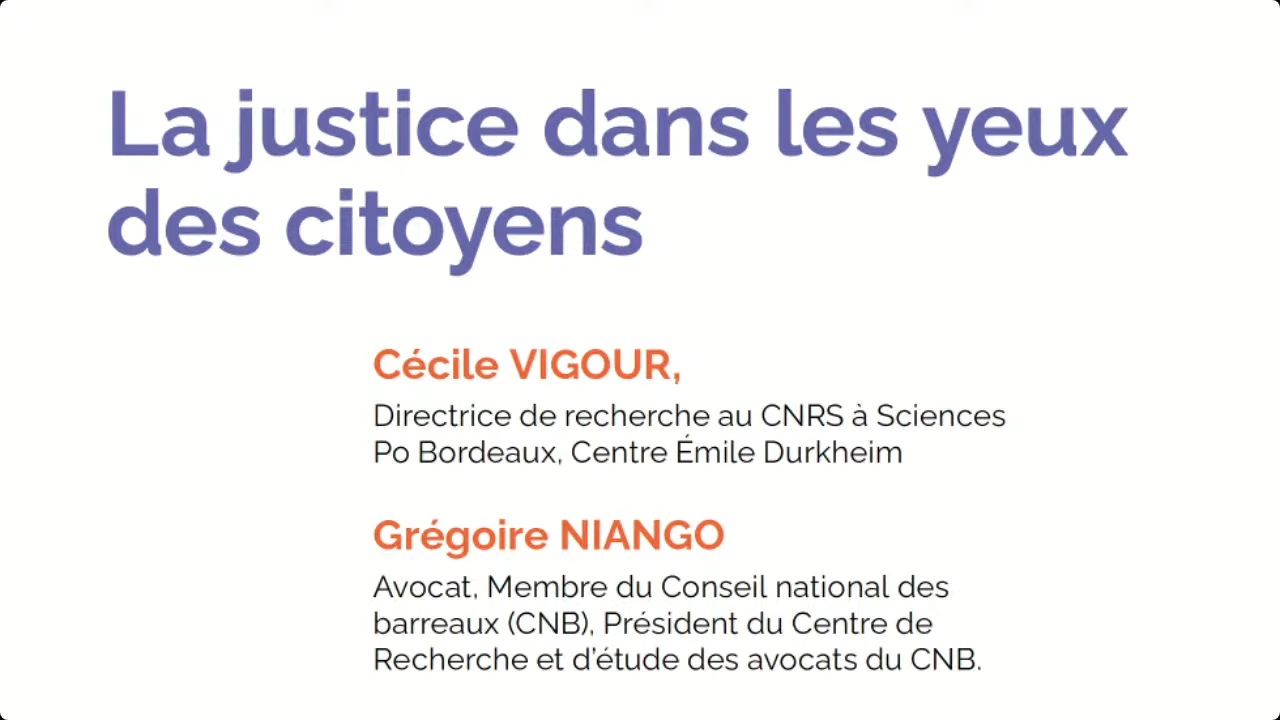 La justice dans les yeux
des citoyens
Cécile VIGOUR,
Directrice de recherche au CNRS à Sciences
Po Bordeaux, Centre Émile Durkheim
Grégoire NIANGO
Avocat, Membre du Conseil national des
barreaux (CNB), Président du Centre de
Recherche et d'étude des avocats du CNB.